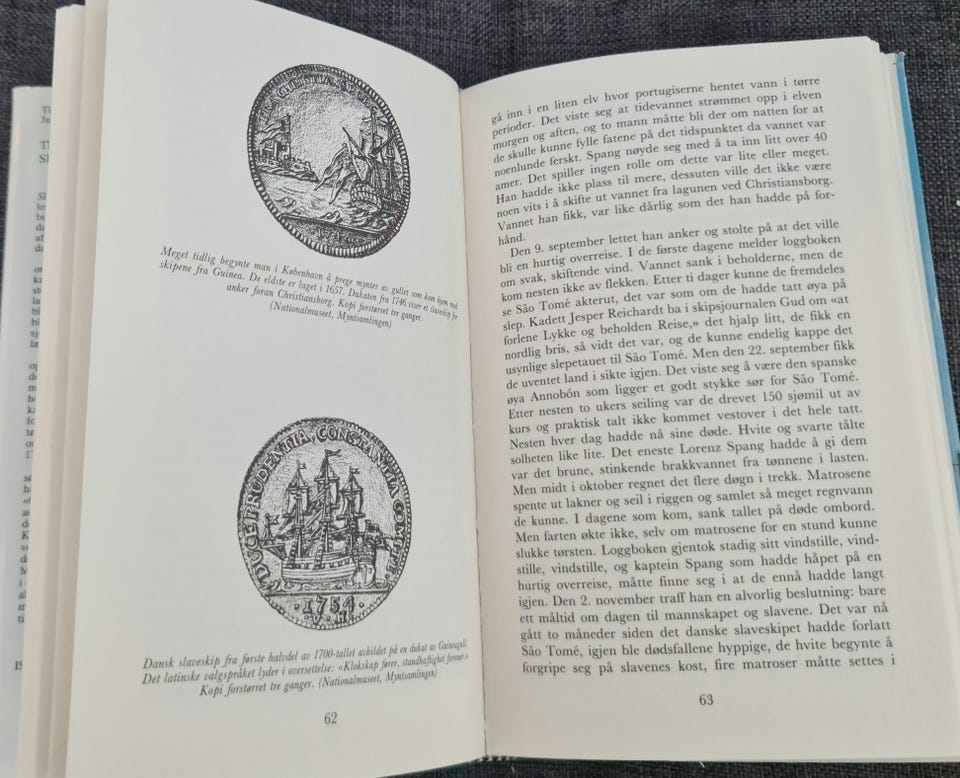 CHRISTIANSBORG
Meget tidlig begynte man i København å prege mynter av gullet som kom hjem med
skipene fra Guinea. De eldste er laget i 1657. Dukaten fra 1746 viser et slaveskip for
anker foran Christiansborg. Kopi forstørret tre ganger.
(Nationalmuseet, Myntsamlingen)
DUCE PRUDENTIA, CONSTANTIA COMITE
1754
Dansk slaveskip fra første halvdel av 1700-tallet avbildet på en dukat av Guineagull.
Det latinske valgspråket lyder i oversettelse: «Klokskap fører, standhaftighet forener.»
Kopi forstørret tre ganger. (Nationalmuseet, Myntsamlingen)
62
gå inn i en liten elv hvor portugiserne hentet vann i tørre
perioder. Det viste seg at tidevannet strømmet opp i elven
morgen og aften, og to mann måtte bli der om natten for at
de skulle kunne fylle fatene på det tidspunktet da vannet var
noenlunde ferskt. Spang nøyde seg med å ta inn litt over 40
amer. Det spiller ingen rolle om dette var lite eller meget.
Han hadde ikke plass til mere, dessuten ville det ikke være
noen vits i å skifte ut vannet fra lagunen ved Christiansborg.
Vannet han fikk, var like dårlig som det han hadde på for-
hånd.
Den 9. september lettet han anker og stolte på at det ville
bli en hurtig overreise. I de første dagene melder loggboken
om svak, skiftende vind. Vannet sank i beholderne, men de
kom nesten ikke av flekken. Etter ti dager kunne de fremdeles
se São Tomé akterut, det var som om de hadde tatt øya på
slep. Kadett Jesper Reichardt ba i skipsjournalen Gud om «at
forlene Lykke og beholden Reise,» det hjalp litt, de fikk en
nordlig bris, så vidt det var, og de kunne endelig kappe det
usynlige slepetauet til São Tomé. Men den 22. september fikk
de uventet land i sikte igjen. Det viste seg å være den spanske
øya Annobón som ligger et godt stykke sør for São Tomé.
Etter nesten to ukers seiling var de drevet 150 sjømil ut av
kurs og praktisk talt ikke kommet vestover i det hele tatt.
Nesten hver dag hadde nå sine døde. Hvite og svarte tålte
solheten like lite. Det eneste Lorenz Spang hadde å gi dem
var det brune, stinkende brakkvannet fra tønnene i lasten.
Men midt i oktober regnet det flere døgn i trekk. Matrosene
spente ut lakner og seil i riggen og samlet så meget regnvann
de kunne. I dagene som kom, sank tallet på døde ombord.
Men farten økte ikke, selv om matrosene for en stund kunne
slukke tørsten. Loggboken gjentok stadig sitt vindstille, vind-
stille, vindstille, og kaptein Spang som hadde håpet på en
hurtig overreise, måtte finne seg i at de ennå hadde langt
igjen. Den 2. november traff han en alvorlig beslutning: bare
ett måltid om dagen til mannskapet og slavene. Det var nå
gått to måneder siden det danske slaveskipet hadde forlatt
São Tomé, igjen ble dødsfallene hyppige, de hvite begynte å
forgripe seg på slavenes kost, fire matroser måtte settes i
63